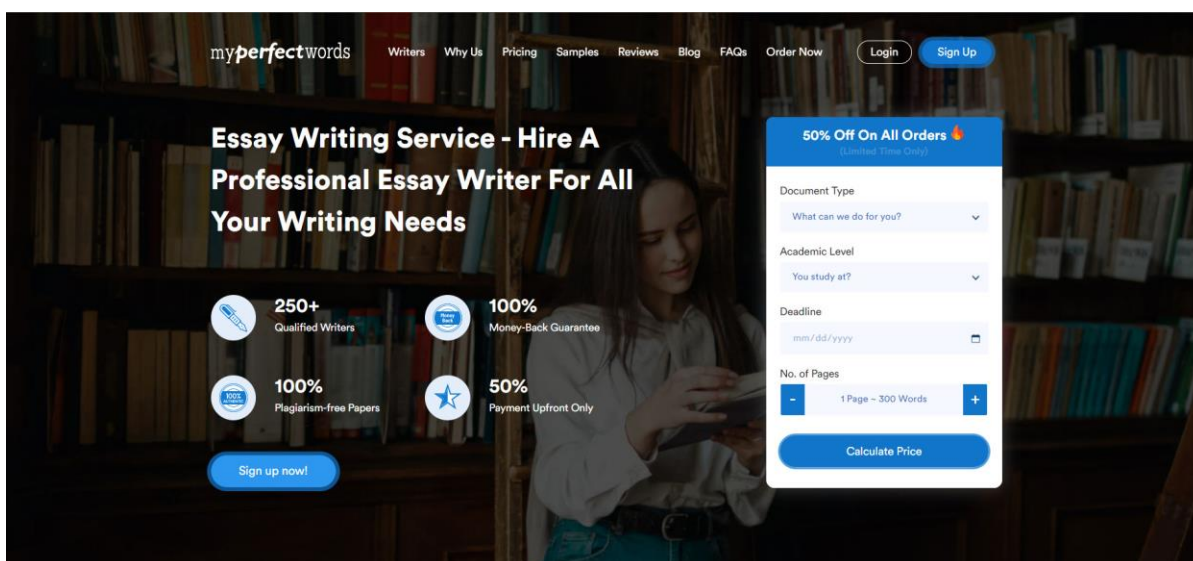 myperfectwords
Writers Why Us Pricing Samples Reviews Blog FAQs Order Now Login Sign Up
Essay Writing Service - Hire A
Professional Essay Writer For All
Your Writing Needs
250+
Qualified Writers
100%
Money-Back Guarantee
Money
Back
100%
Plagiarism-free Papers
100%
50%
Payment Upfront Only
Sign up now!
50% Off On All Orders 🔥
(Limited Time Only)
Document Type
What can we do for you?
Academic Level
You study at?
Deadline
mm/dd/yyyy
No. of Pages
- 1 Page ~ 300 Words +
Calculate Price